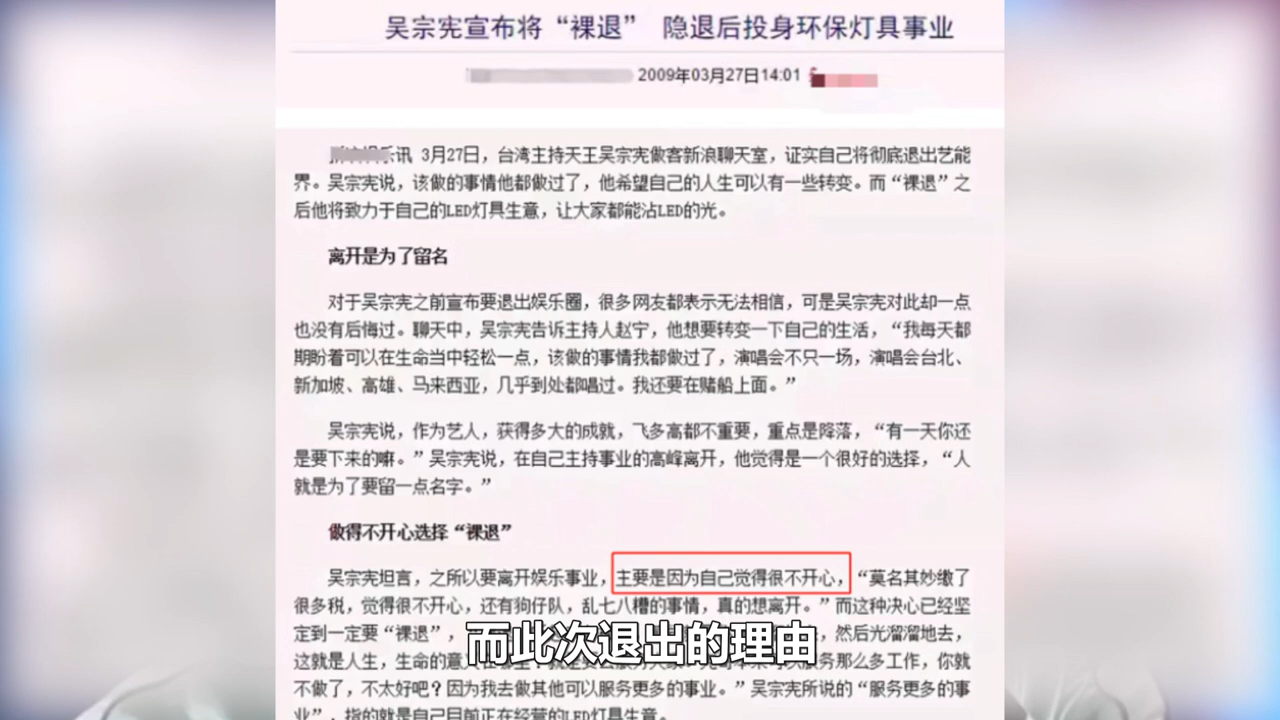 吴宗宪宣布将“裸退” 隐退后投身环保灯具事业
2009年03月27日14:01
讯 3月27日，台湾主持天王吴宗宪做客新浪聊天室，证实自己将彻底退出艺能
界。吴宗宪说，该做的事情他都做过了，他希望自己的人生可以有一些转变。而“裸退”之
后他将致力于自己的LED灯具生意，让大家都能沾LED的光。
离开是为了留名
对于吴宗宪之前宣布要退出娱乐圈，很多网友都表示无法相信，可是吴宗宪对此却一点
也没有后悔过。聊天中，吴宗宪告诉主持人赵宁，他想要转变一下自己的生活，“我每天都
期盼着可以在生命当中轻松一点，该做的事情我都做过了，演唱会不只一场，演唱会台北、
新加坡、高雄、马来西亚，几乎到处都唱过。我还要在赌船上面。”
吴宗宪说，作为艺人，获得多大的成就，飞多高都不重要，重点是降落，“有一天你还
是要下来的嘛。”吴宗宪说，在自己主持事业的高峰离开，他觉得是一个很好的选择，“人
就是为了要留一点名字。”
做得不开心选择“裸退”
吴宗宪坦言，之所以要离开娱乐事业，主要是因为自己觉得很不开心，“莫名其妙缴了
很多税，觉得很不开心，还有狗仔队，乱七八糟的事情，真的想离开。”而这种决心已经坚
定到一定要“裸退”，然后光溜溜地去，
而此次退出的理由
这就是人生，生命的意服务那么多工作，你就
不做了，不太好吧？因为我去做其他可以服务更多的事业。”吴宗宪所说的“服务更多的事
业”，指的就是自己目前正在经营的LED灯具生意。